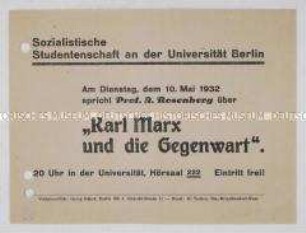 Sozialistische
Studentenschaft an der Universität Berlin
Am Dienstag, dem 10. Mai 1932
spricht Prof. A. Rosenberg über
„Karl Marx
und die Gegenwart“.
20 Uhr in der Universität, Hörsaal 222 Eintritt frei!